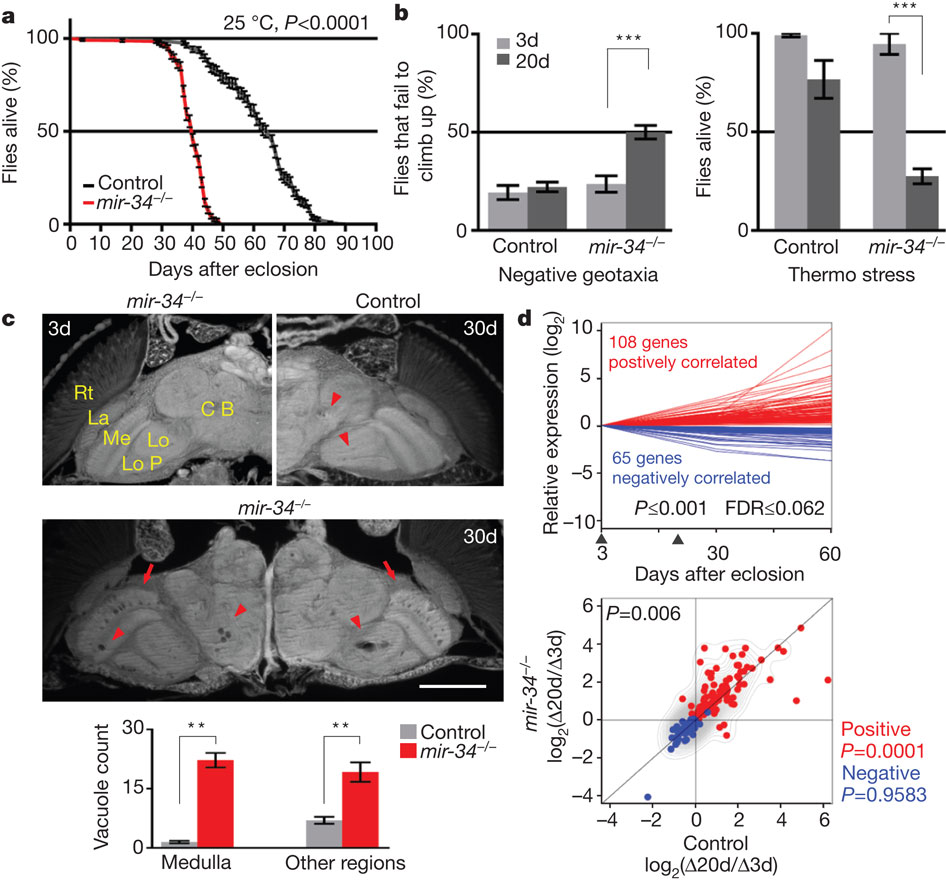 a
25 °C, P<0.0001
100
50
0
Flies alive (%)
Control
mir-34–/–
0 10 20 30 40 50 60 70 80 90 100
Days after eclosion
b
***
3d
20d
100
50
0
Flies that fail to
climb up (%)
Control mir-34–/–
Negative geotaxia
***
100
50
0
Flies alive (%)
Control mir-34–/–
Thermo stress
c
mir-34–/–
Control
3d
30d
Rt
La
Me
Lo
Lo P
C B
mir-34–/–
30d
Vacuole count
30
15
0
**
**
Control
mir-34–/–
Medulla
Other regions
d
Relative expression (log2)
10
5
0
–5
–10
108 genes
postively correlated
65 genes
negatively correlated
P≤0.001 FDR≤0.062
3 30 60
Days after eclosion
P=0.006
mir-34–/–
log2(Δ20d/Δ3d)
6
4
2
0
–2
–4
–4 –2 0 2 4 6
Control
log2(Δ20d/Δ3d)
Positive
P=0.0001
Negative
P=0.9583